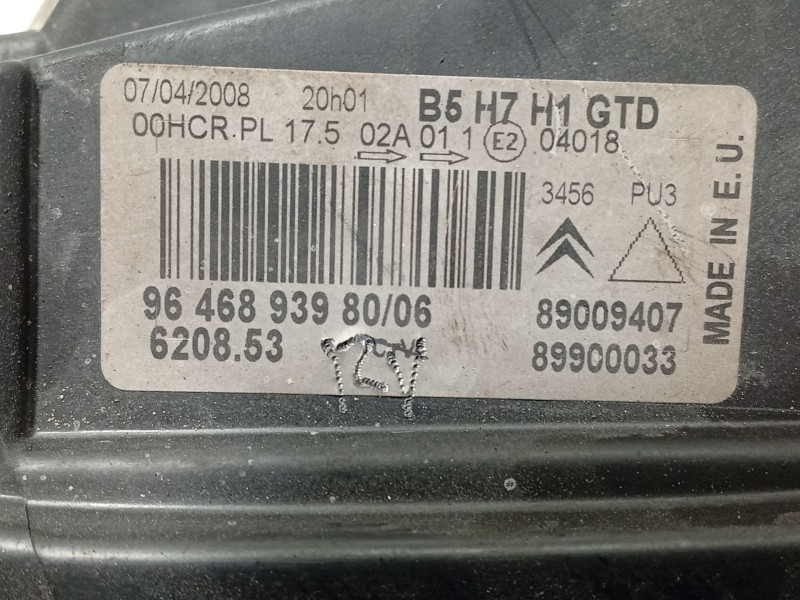 07/04/2008 20h01 B5 H7 H1 GTD
00HCR.PL 17.5 02A 01 1 E2 04018
3456 PU3
96 468 939 80/06 89009407
6208.53 89900033
MADE IN E.U.